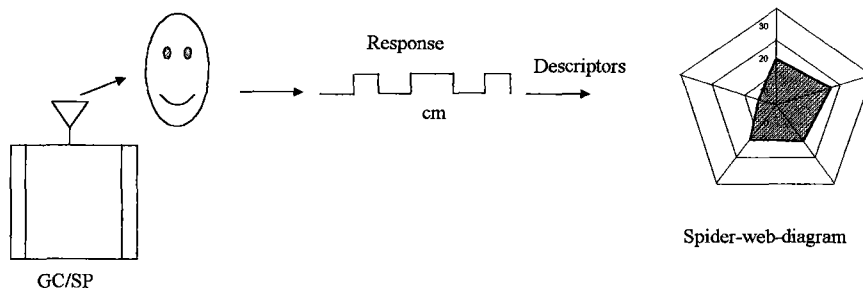 Response
Descriptors
cm
30
20
Spider-web-diagram
GC/SP